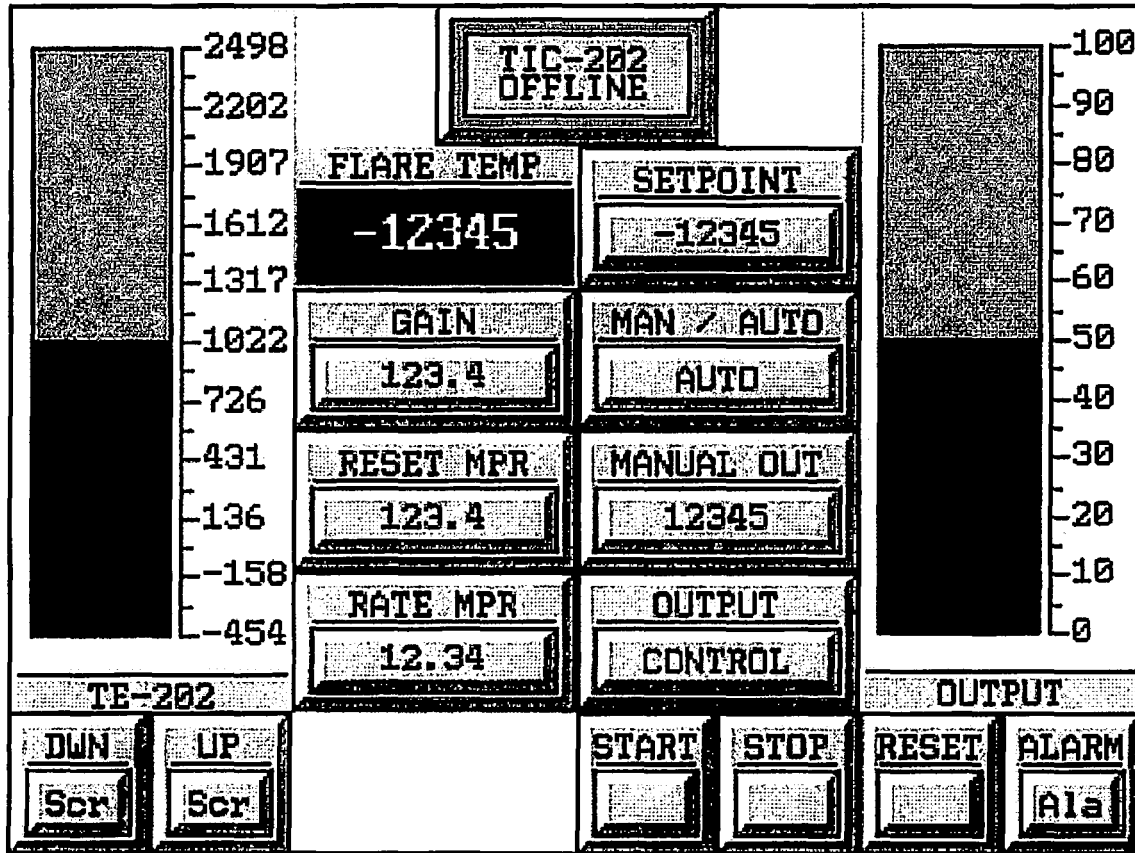 TIC-202
OFFLINE
2498
2202
1907
1612
1317
1022
726
431
136
-158
-454
TE-202
FLARE TEMP
-12345
SETPOINT
-12345
GAIN
123.4
MAN / AUTO
AUTO
RESET MPR
123.4
MANUAL OUT
12345
RATE MPR
12.34
OUTPUT
CONTROL
100
90
80
70
60
50
40
30
20
10
0
OUTPUT
DWN
Scr
UP
Scr
START
STOP
RESET
ALARM
Ala